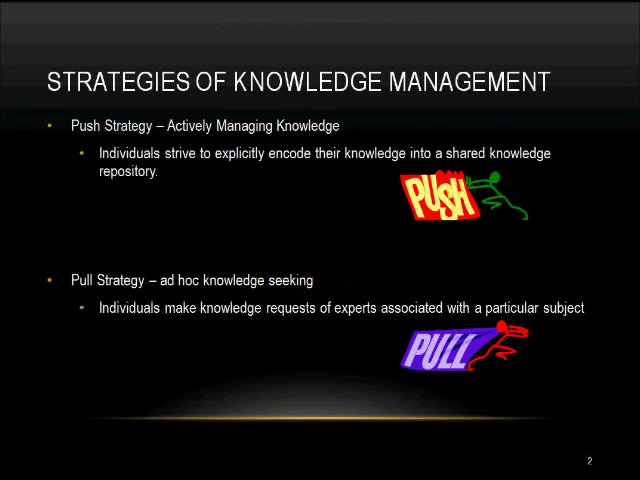 STRATEGIES OF KNOWLEDGE MANAGEMENT
• Push Strategy – Actively Managing Knowledge
• Individuals strive to explicitly encode their knowledge into a shared knowledge
repository.
PUSH
• Pull Strategy – ad hoc knowledge seeking
• Individuals make knowledge requests of experts associated with a particular subject
PULL
2